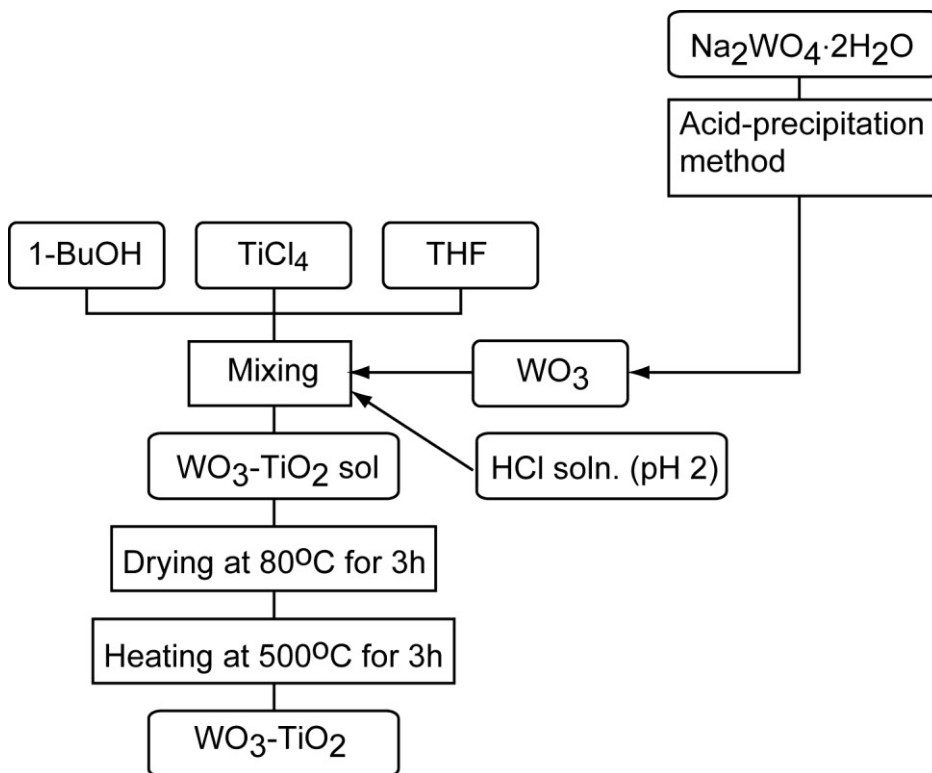 Na₂WO₄·2H₂O
Acid-precipitation
method
1-BuOH
TiCl₄
THF
Mixing
WO₃
WO₃-TiO₂ sol
HCl soln. (pH 2)
Drying at 80ºC for 3h
Heating at 500ºC for 3h
WO₃-TiO₂